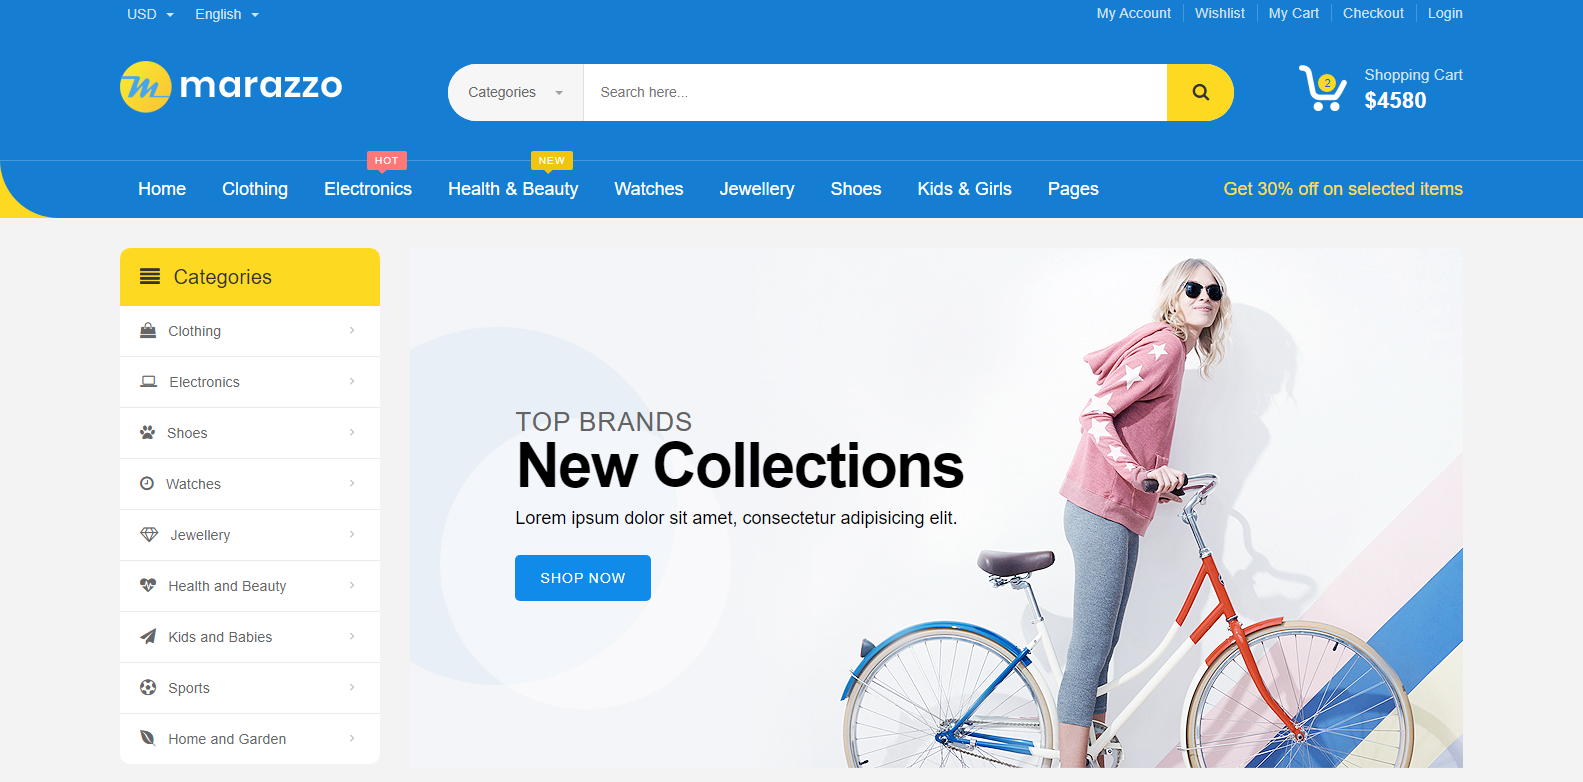 USD English My Account Wishlist My Cart Checkout Login
m marazzo Categories Search here... 2 Shopping Cart
$4580
HOT NEW
Home Clothing Electronics Health & Beauty Watches Jewellery Shoes Kids & Girls Pages Get 30% off on selected items
Categories
Clothing
Electronics
Shoes
Watches
Jewellery
Health and Beauty
Kids and Babies
Sports
Home and Garden
TOP BRANDS
New Collections
Lorem ipsum dolor sit amet, consectetur adipisicing elit.
SHOP NOW